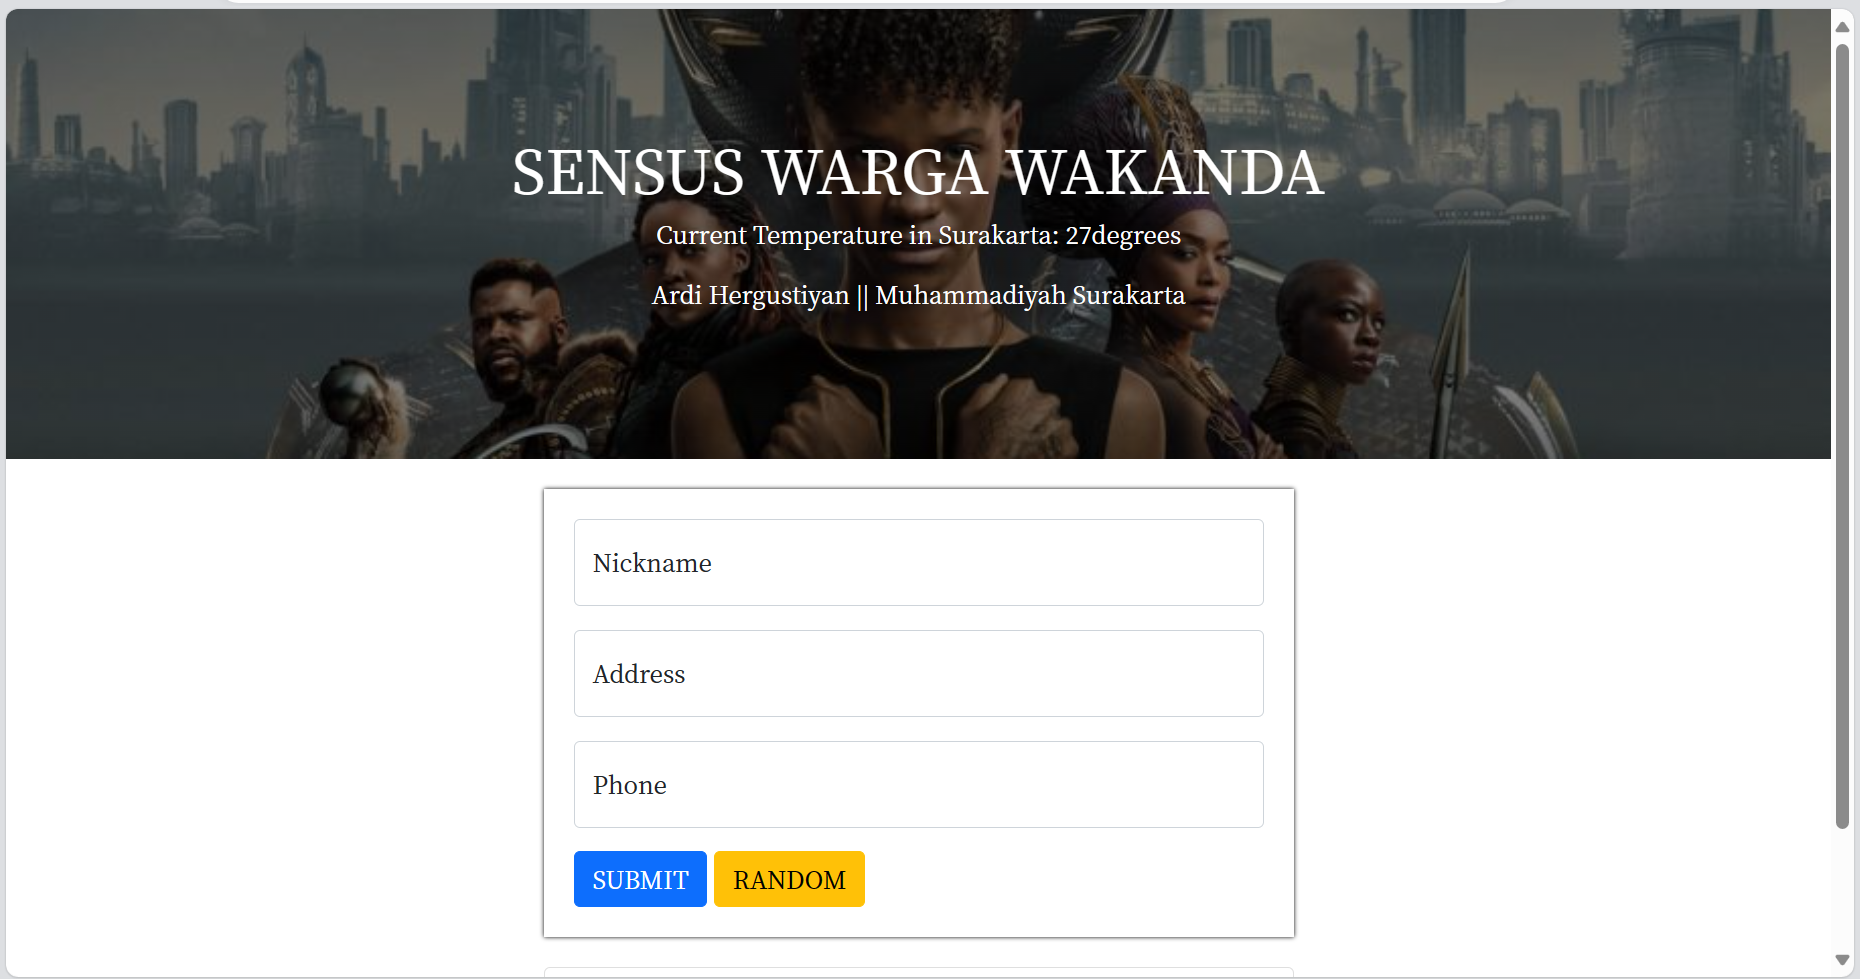 SENSUS WARGA WAKANDA
Current Temperature in Surakarta: 27degrees
Ardi Hergustiyan || Muhammadiyah Surakarta
Nickname
Address
Phone
SUBMIT RANDOM